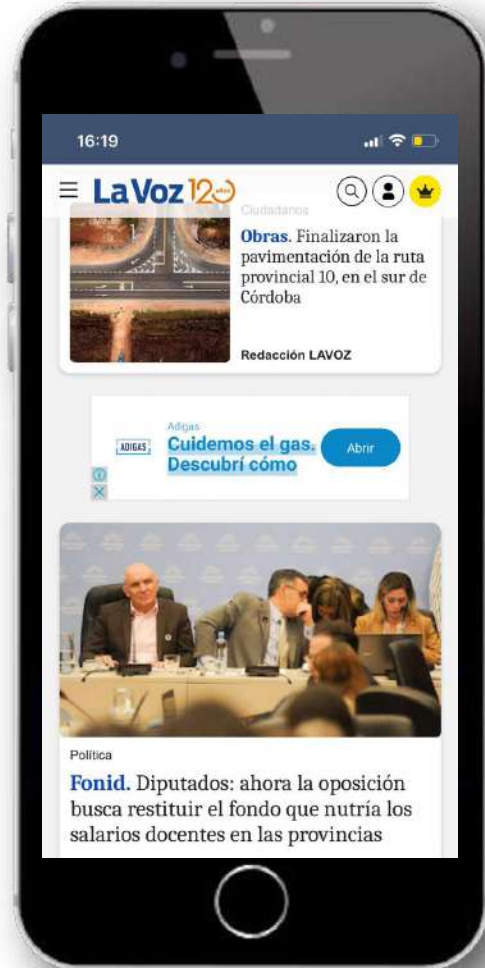 16:19
LaVoz 120 años
Ciudadanos
Obras. Finalizaron la
pavimentación de la ruta
provincial 10, en el sur de
Córdoba
Redacción LAVOZ
Adigas
ADIGAS
Cuidemos el gas.
Descubrí cómo
Abrir
Política
Fonid. Diputados: ahora la oposición
busca restituir el fondo que nutría los
salarios docentes en las provincias